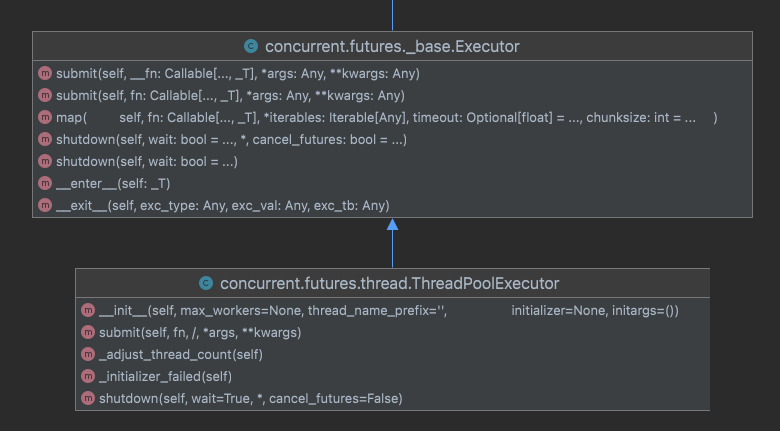 C concurrent.futures._base.Executor
m submit(self, __fn: Callable[..., _T], *args: Any, **kwargs: Any)
m submit(self, fn: Callable[..., _T], *args: Any, **kwargs: Any)
m map( self, fn: Callable[..., _T], *iterables: Iterable[Any], timeout: Optional[float] = ..., chunksize: int = ... )
m shutdown(self, wait: bool = ..., *, cancel_futures: bool = ...)
m shutdown(self, wait: bool = ...)
m __enter__(self: _T)
m __exit__(self, exc_type: Any, exc_val: Any, exc_tb: Any)
C concurrent.futures.thread.ThreadPoolExecutor
m __init__(self, max_workers=None, thread_name_prefix='', initializer=None, initargs=())
m submit(self, fn, /, *args, **kwargs)
m _adjust_thread_count(self)
m _initializer_failed(self)
m shutdown(self, wait=True, *, cancel_futures=False)